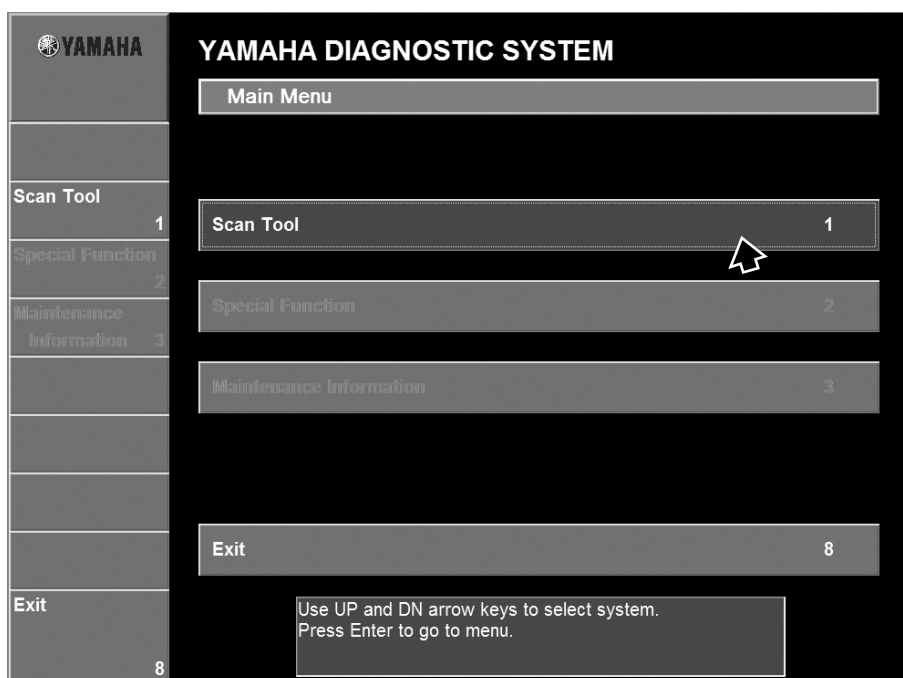 YAMAHA
YAMAHA DIAGNOSTIC SYSTEM
Main Menu
Scan Tool
1
Special Function
2
Maintenance
Information 3
Exit
8
Scan Tool 1
Special Function 2
Maintenance Information 3
Exit 8
Use UP and DN arrow keys to select system.
Press Enter to go to menu.